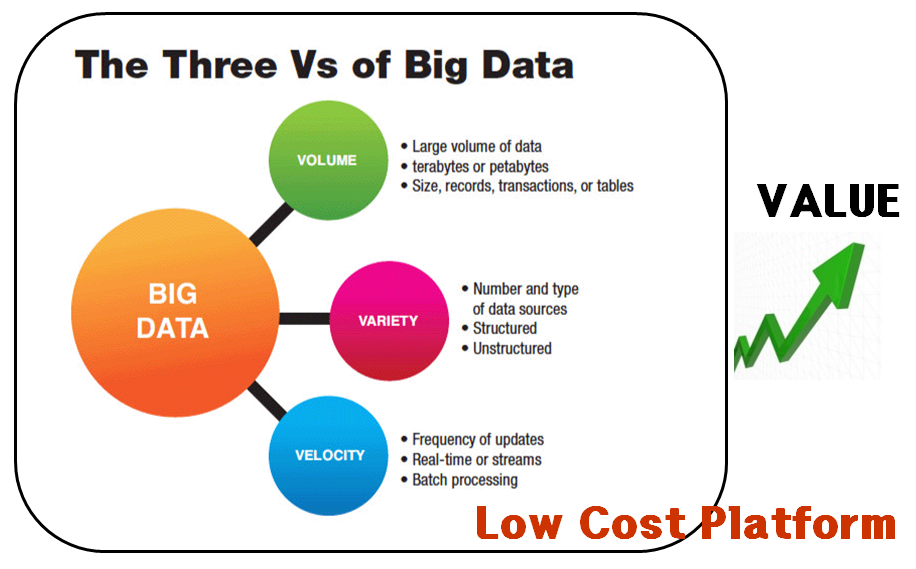 The Three Vs of Big Data
BIG
DATA
VOLUME
• Large volume of data
• terabytes or petabytes
• Size, records, transactions, or tables
VARIETY
• Number and type
of data sources
• Structured
• Unstructured
VELOCITY
• Frequency of updates
• Real-time or streams
• Batch processing
VALUE
Low Cost Platform